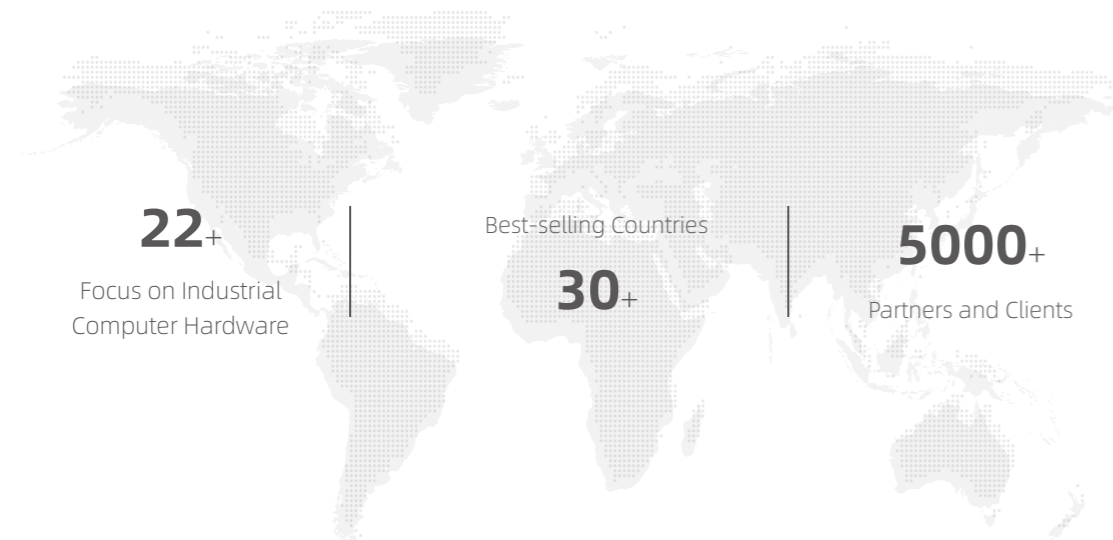 22+
Focus on Industrial
Computer Hardware
Best-selling Countries
30+
5000+
Partners and Clients